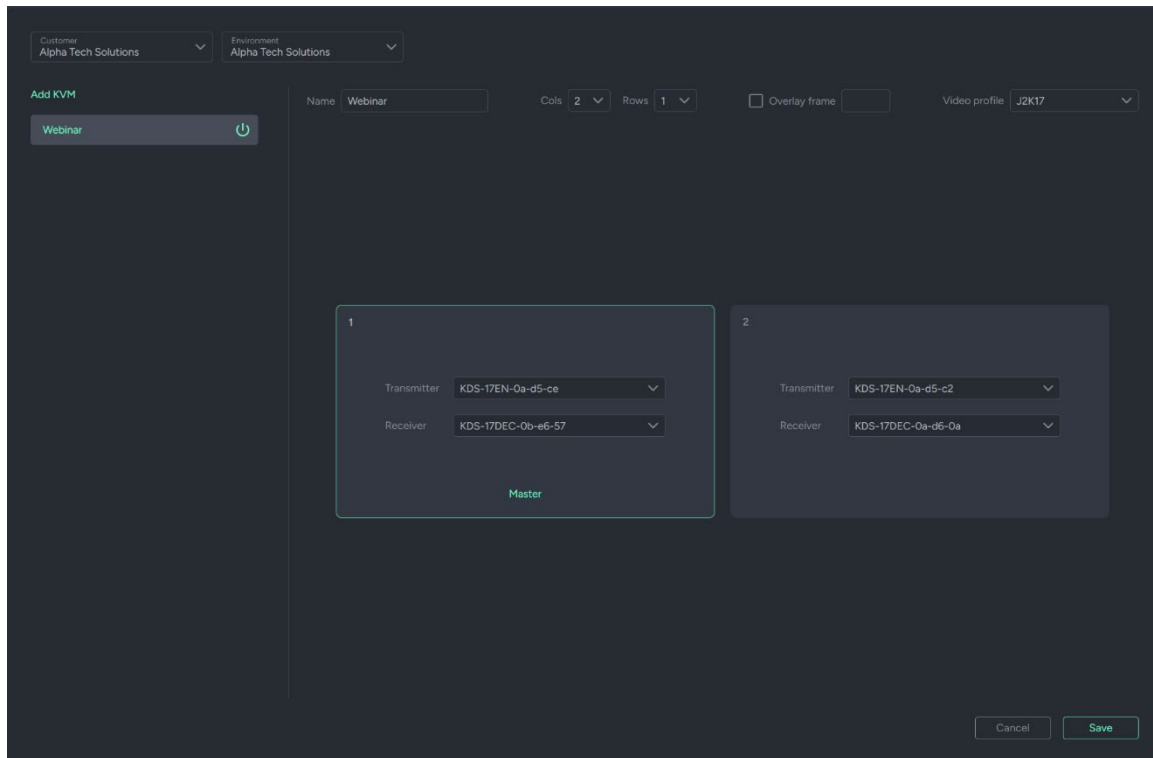 Customer
Alpha Tech Solutions
Environment
Alpha Tech Solutions
Add KVM
Webinar
Name Webinar Cols 2 Rows 1 Overlay frame Video profile J2K17
1
Transmitter KDS-17EN-0a-d5-ce
Receiver KDS-17DEC-0b-e6-57
Master
2
Transmitter KDS-17EN-0a-d5-c2
Receiver KDS-17DEC-0a-d6-0a
Cancel Save